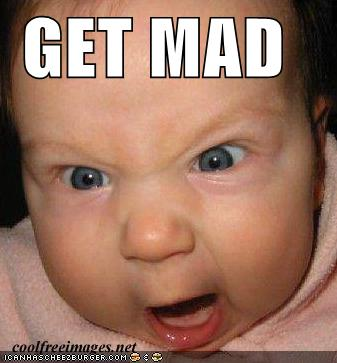 GET MAD
coolfreeimages.net
ICANHASCHEEZBURGER.COM